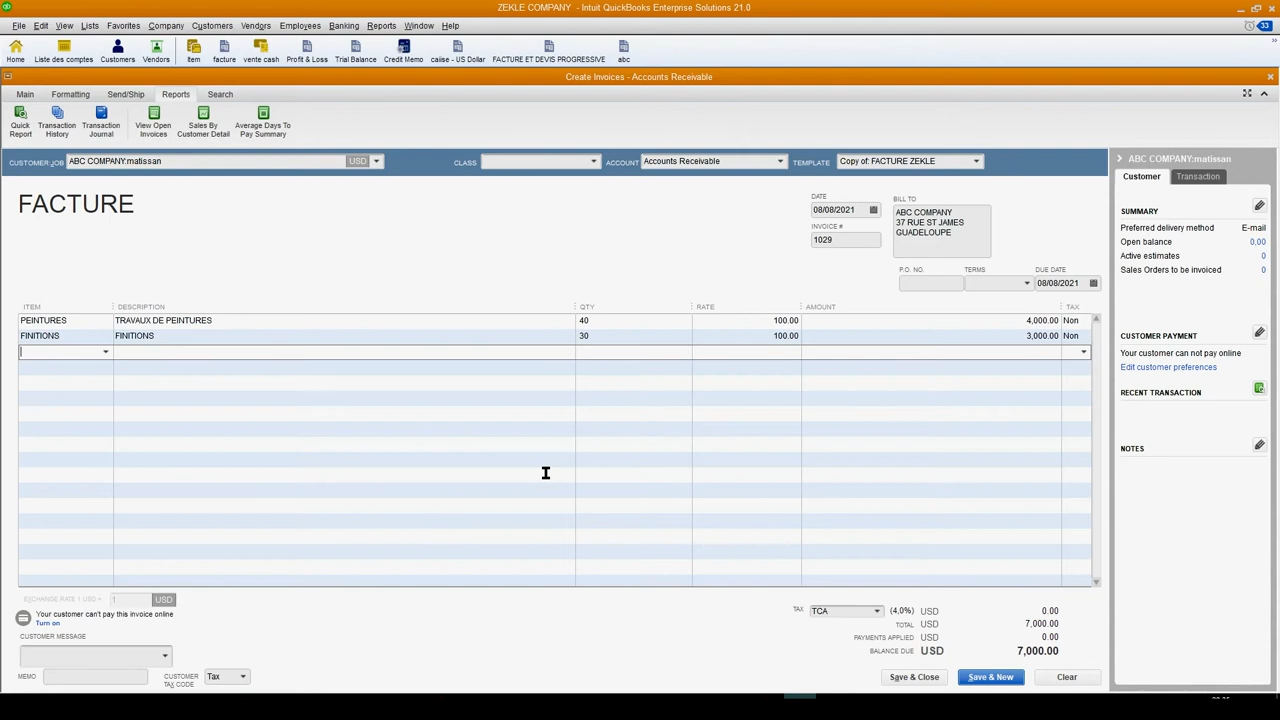 ZEKLE COMPANY - Intuit QuickBooks Enterprise Solutions 21.0
File Edit View Lists Favorites Company Customers Vendors Employees Banking Reports Window Help
33
Home Liste des comptes Customers Vendors Item facture vente cash Profit & Loss Trial Balance Credit Memo caiise - US Dollar FACTURE ET DEVIS PROGRESSIVE abc
Create Invoices - Accounts Receivable
Main Formatting Send/Ship Reports Search
Quick Report Transaction History Transaction Journal View Open Invoices Sales By Customer Detail Average Days To Pay Summary
CUSTOMER:JOB ABC COMPANY:matissan USD CLASS ACCOUNT Accounts Receivable TEMPLATE Copy of: FACTURE ZEKLE
FACTURE
DATE
08/08/2021
INVOICE #
1029
BILL TO
ABC COMPANY
37 RUE ST JAMES
GUADELOUPE
P.O. NO. TERMS DUE DATE
08/08/2021
ITEM DESCRIPTION QTY RATE AMOUNT TAX
PEINTURES TRAVAUX DE PEINTURES 40 100.00 4,000.00 Non
FINITIONS FINITIONS 30 100.00 3,000.00 Non
EXCHANGE RATE 1 USD = 1 USD
Your customer can't pay this invoice online
Turn on
CUSTOMER MESSAGE
MEMO
CUSTOMER TAX CODE Tax
TAX TCA (4,0%) USD 0.00
TOTAL USD 7,000.00
PAYMENTS APPLIED USD 0.00
BALANCE DUE USD 7,000.00
Save & Close Save & New Clear
ABC COMPANY:matissan
Customer Transaction
SUMMARY
Preferred delivery method E-mail
Open balance 0,00
Active estimates 0
Sales Orders to be invoiced 0
CUSTOMER PAYMENT
Your customer can not pay online
Edit customer preferences
RECENT TRANSACTION
NOTES